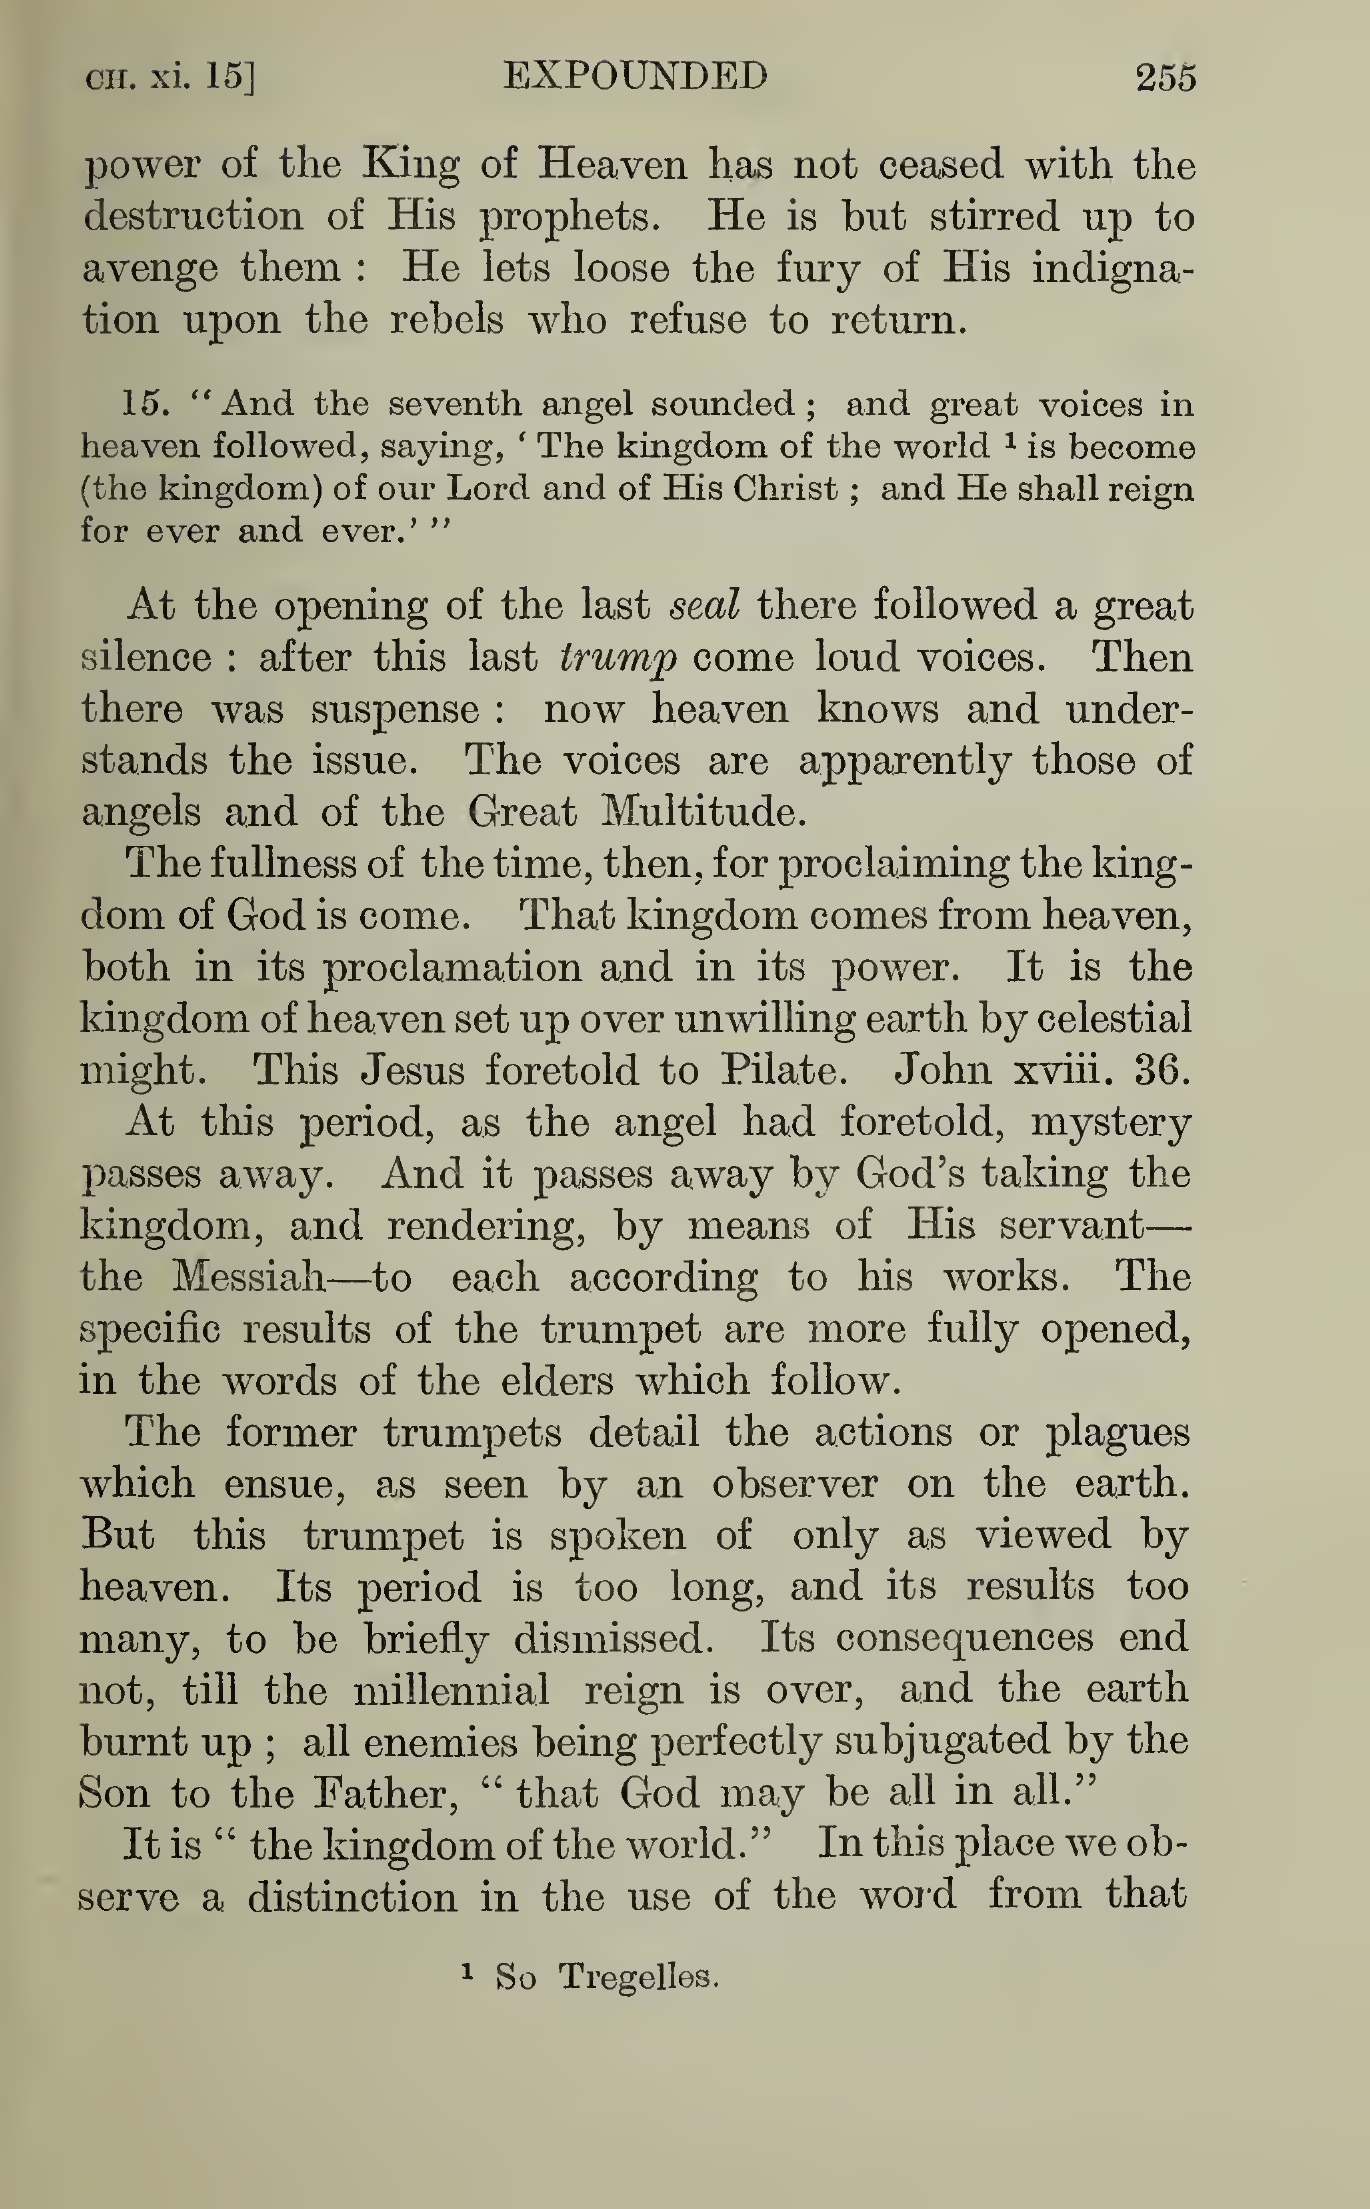 CH. xi. 15] EXPOUNDED 255
power of the King of Heaven has not ceased with the
destruction of His prophets. He is but stirred up to
avenge them : He lets loose the fury of His indigna-
tion upon the rebels who refuse to return.
15. “ And the seventh angel sounded ; and great voices in
heaven followed, saying, ‘ The kingdom of the world ¹ is become
(the kingdom) of our Lord and of His Christ ; and He shall reign
for ever and ever.’ ”
At the opening of the last seal there followed a great
silence : after this last trump come loud voices. Then
there was suspense : now heaven knows and under-
stands the issue. The voices are apparently those of
angels and of the Great Multitude.
The fullness of the time, then, for proclaiming the king-
dom of God is come. That kingdom comes from heaven,
both in its proclamation and in its power. It is the
kingdom of heaven set up over unwilling earth by celestial
might. This Jesus foretold to Pilate. John xviii. 36.
At this period, as the angel had foretold, mystery
passes away. And it passes away by God’s taking the
kingdom, and rendering, by means of His servant—
the Messiah—to each according to his works. The
specific results of the trumpet are more fully opened,
in the words of the elders which follow.
The former trumpets detail the actions or plagues
which ensue, as seen by an observer on the earth.
But this trumpet is spoken of only as viewed by
heaven. Its period is too long, and its results too
many, to be briefly dismissed. Its consequences end
not, till the millennial reign is over, and the earth
burnt up ; all enemies being perfectly subjugated by the
Son to the Father, “ that God may be all in all.”
It is “ the kingdom of the world.” In this place we ob-
serve a distinction in the use of the word from that
¹ So Tregelles.